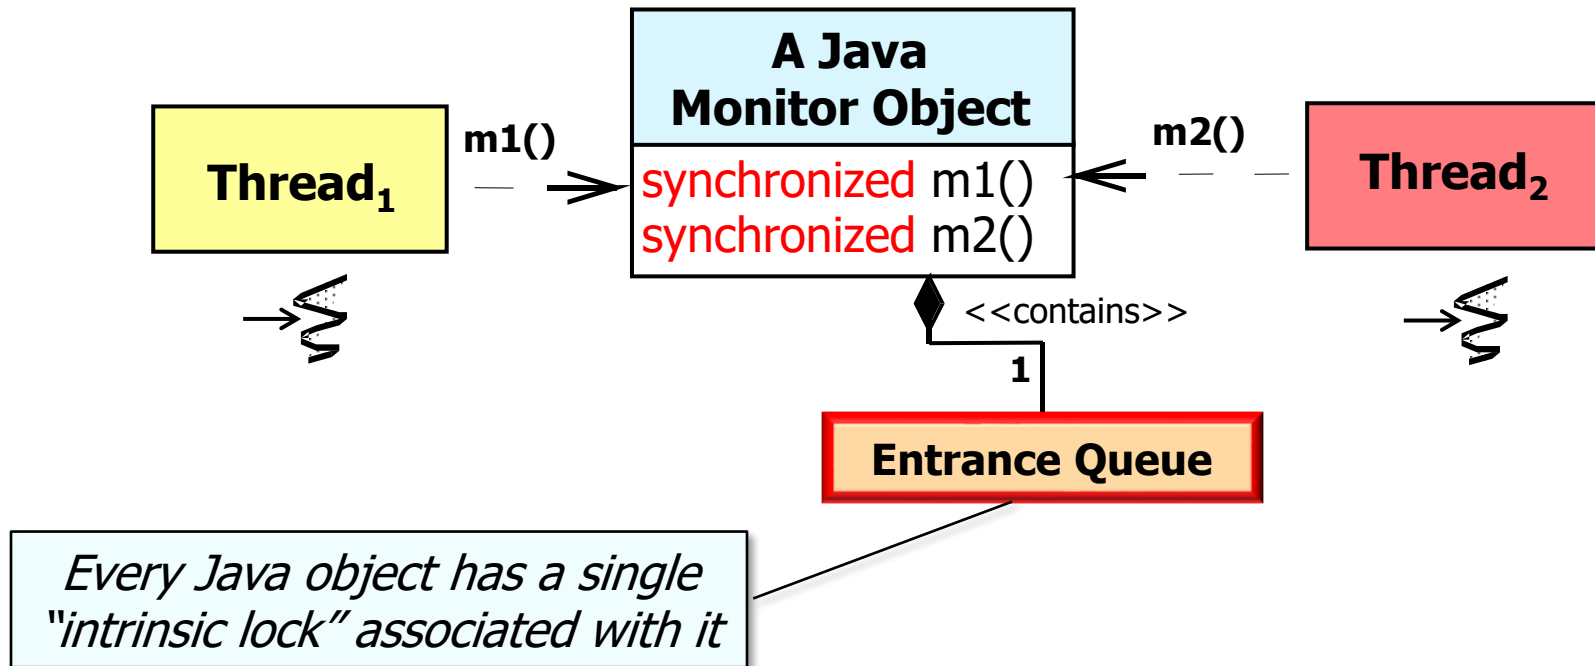 A Java
Monitor Object
Thread1
m1()
synchronized m1()
synchronized m2()
m2()
Thread2
<<contains>>
1
Entrance Queue
Every Java object has a single
“intrinsic lock” associated with it